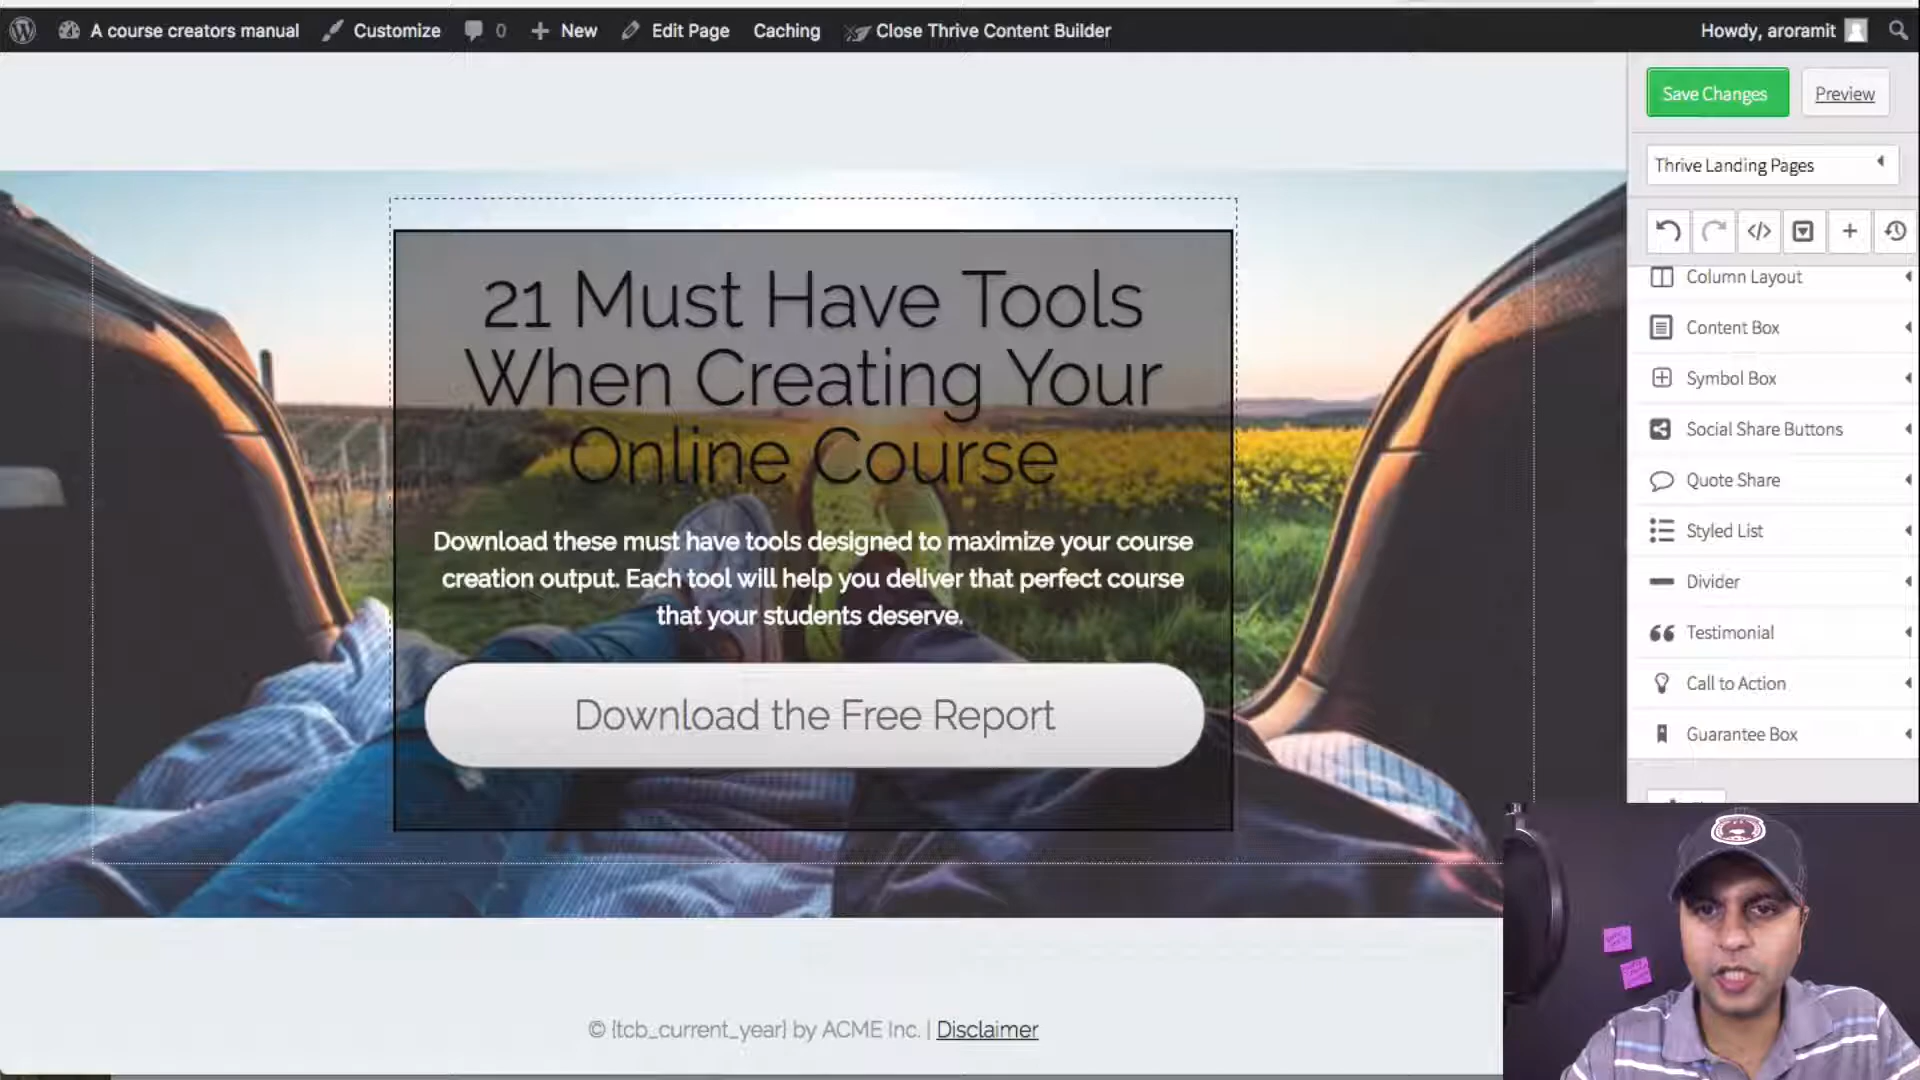 A course creators manual
Customize
0
New
Edit Page
Caching
Close Thrive Content Builder
Howdy, aroramit
Save Changes
Preview
Thrive Landing Pages
Column Layout
Content Box
Symbol Box
Social Share Buttons
Quote Share
Styled List
Divider
Testimonial
Call to Action
Guarantee Box
21 Must Have Tools
When Creating Your
Online Course
Download these must have tools designed to maximize your course
creation output. Each tool will help you deliver that perfect course
that your students deserve.
Download the Free Report
© {tcb_current_year} by ACME Inc. | Disclaimer